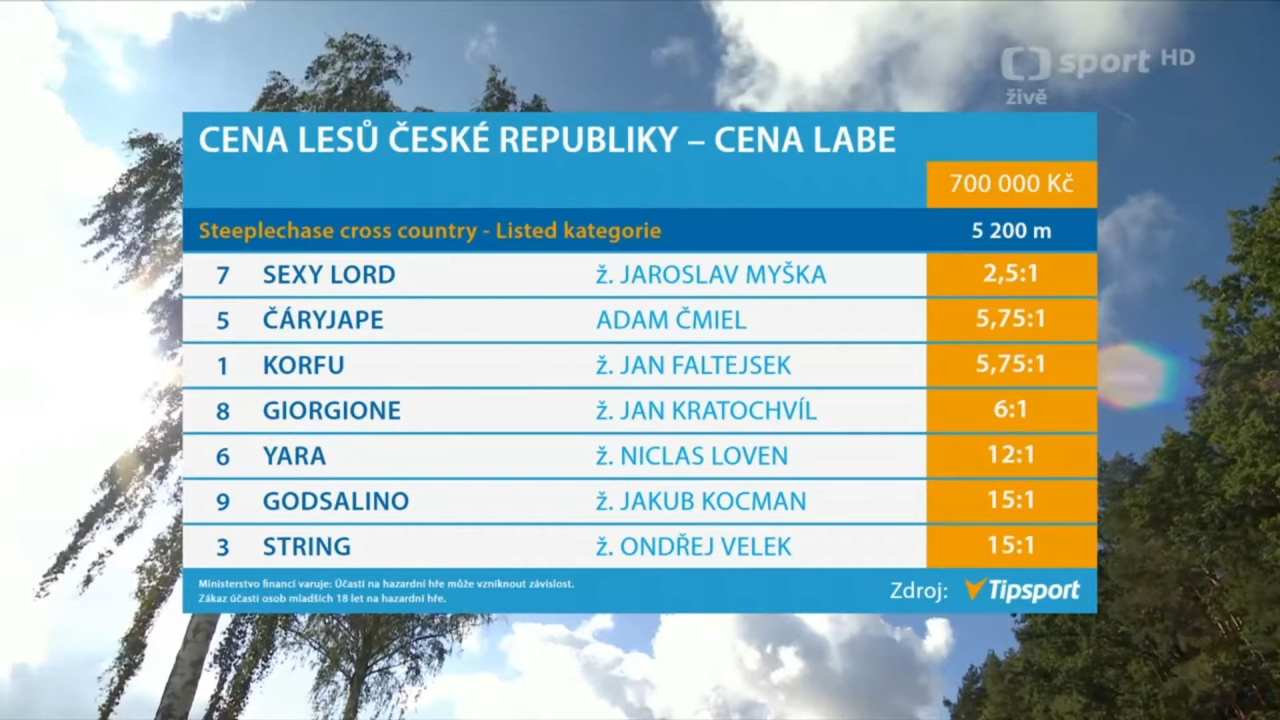 sport HD
živě
CENA LESŮ ČESKÉ REPUBLIKY – CENA LABE
700 000 Kč
Steeplechase cross country - Listed kategorie 5 200 m
7 SEXY LORD ž. JAROSLAV MYŠKA 2,5:1
5 ČÁRYJAPE ADAM ČMIEL 5,75:1
1 KORFU ž. JAN FALTEJSEK 5,75:1
8 GIORGIONE ž. JAN KRATOCHVÍL 6:1
6 YARA ž. NICLAS LOVEN 12:1
9 GODSALINO ž. JAKUB KOCMAN 15:1
3 STRING ž. ONDŘEJ VELEK 15:1
Ministerstvo financí varuje: Účastí na hazardní hře může vzniknout závislost.
Zákaz účasti osob mladších 18 let na hazardní hře.
Zdroj: Tipsport